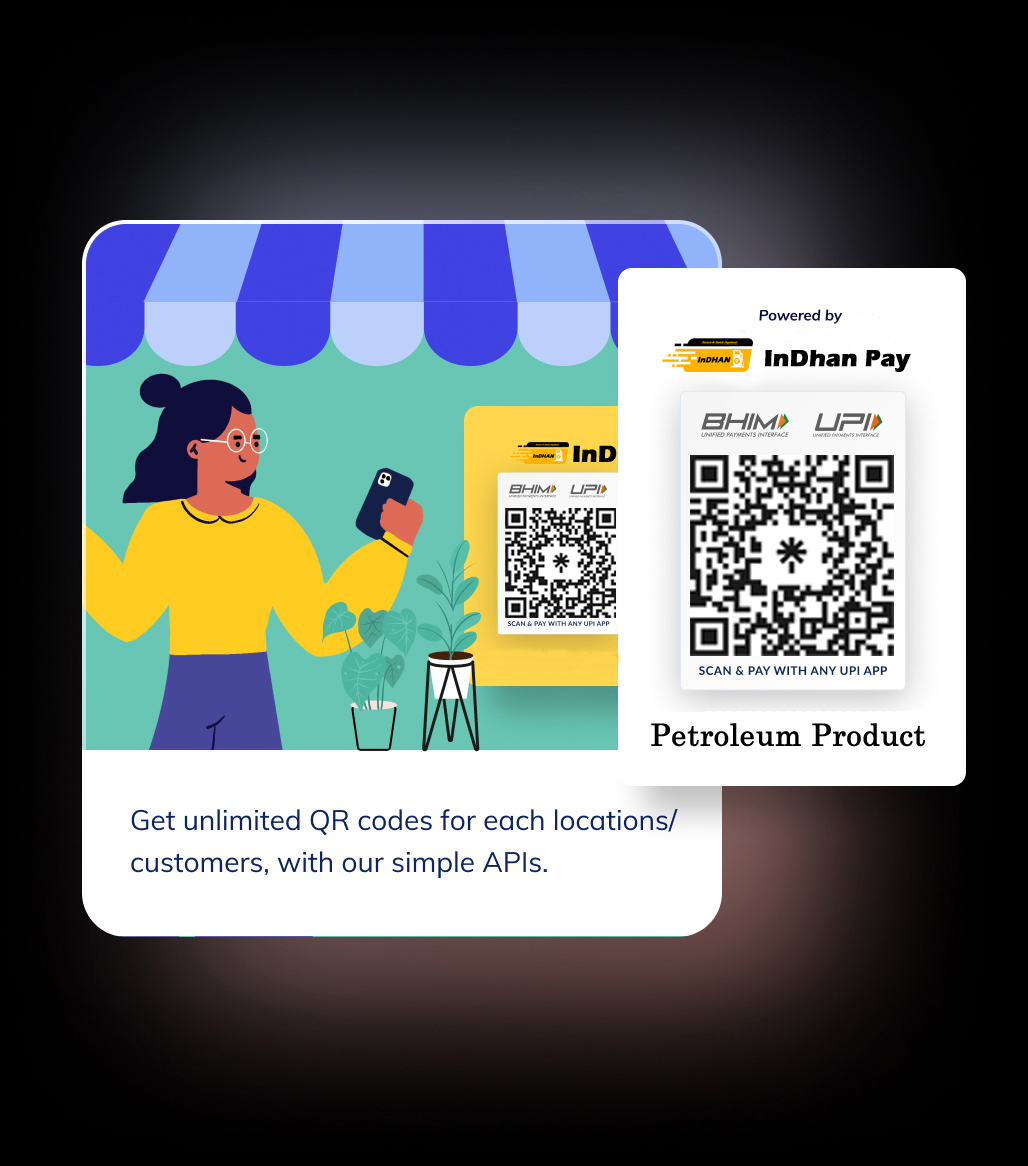 Powered by
InDHAN
InDhan Pay
BHIM
UPI
UNIFIED PAYMENTS INTERFACE
UNIFIED PAYMENTS INTERFACE
SCAN & PAY WITH ANY UPI APP
Petroleum Product
InDHAN
InD
BHIM
UPI
SCAN & PAY WITH ANY UPI APP
Get unlimited QR codes for each locations/
customers, with our simple APIs.